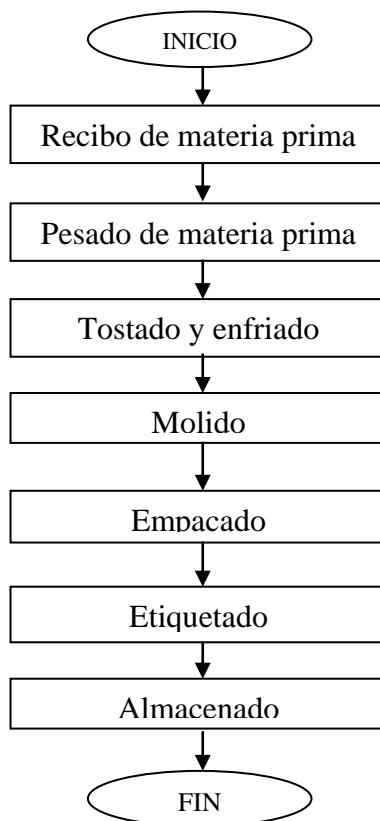 INICIO
Recibo de materia prima
Pesado de materia prima
Tostado y enfriado
Molido
Empacado
Etiquetado
Almacenado
FIN